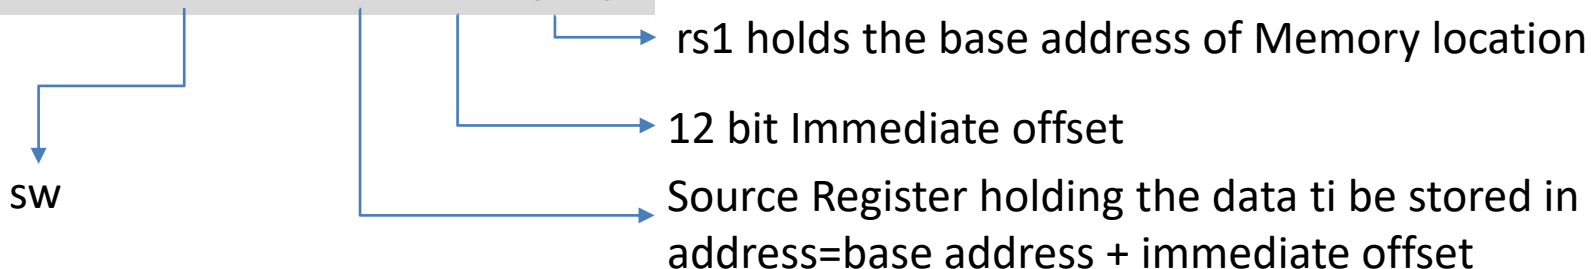 rs1 holds the base address of Memory location
12 bit Immediate offset
sw
Source Register holding the data ti be stored in
address=base address + immediate offset